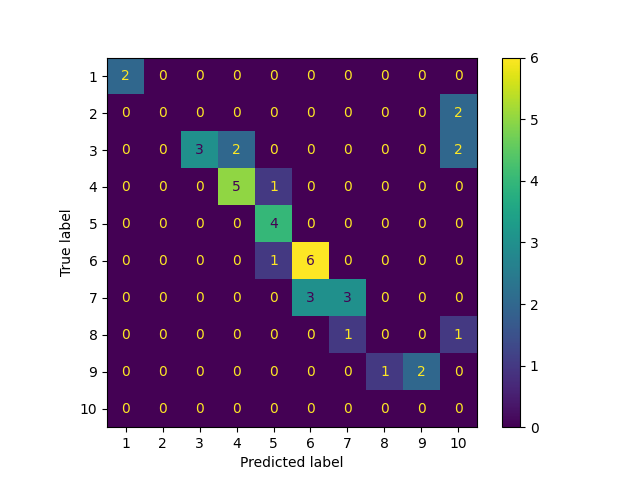 1 2 0 0 0 0 0 0 0 0 0
2 0 0 0 0 0 0 0 0 0 2
3 0 0 3 2 0 0 0 0 0 2
4 0 0 0 5 1 0 0 0 0 0
5 0 0 0 0 4 0 0 0 0 0
6 0 0 0 0 1 6 0 0 0 0
7 0 0 0 0 0 3 3 0 0 0
8 0 0 0 0 0 0 1 0 0 1
9 0 0 0 0 0 0 0 1 2 0
10 0 0 0 0 0 0 0 0 0 0
1 2 3 4 5 6 7 8 9 10
Predicted label
True label
6
5
4
3
2
1
0